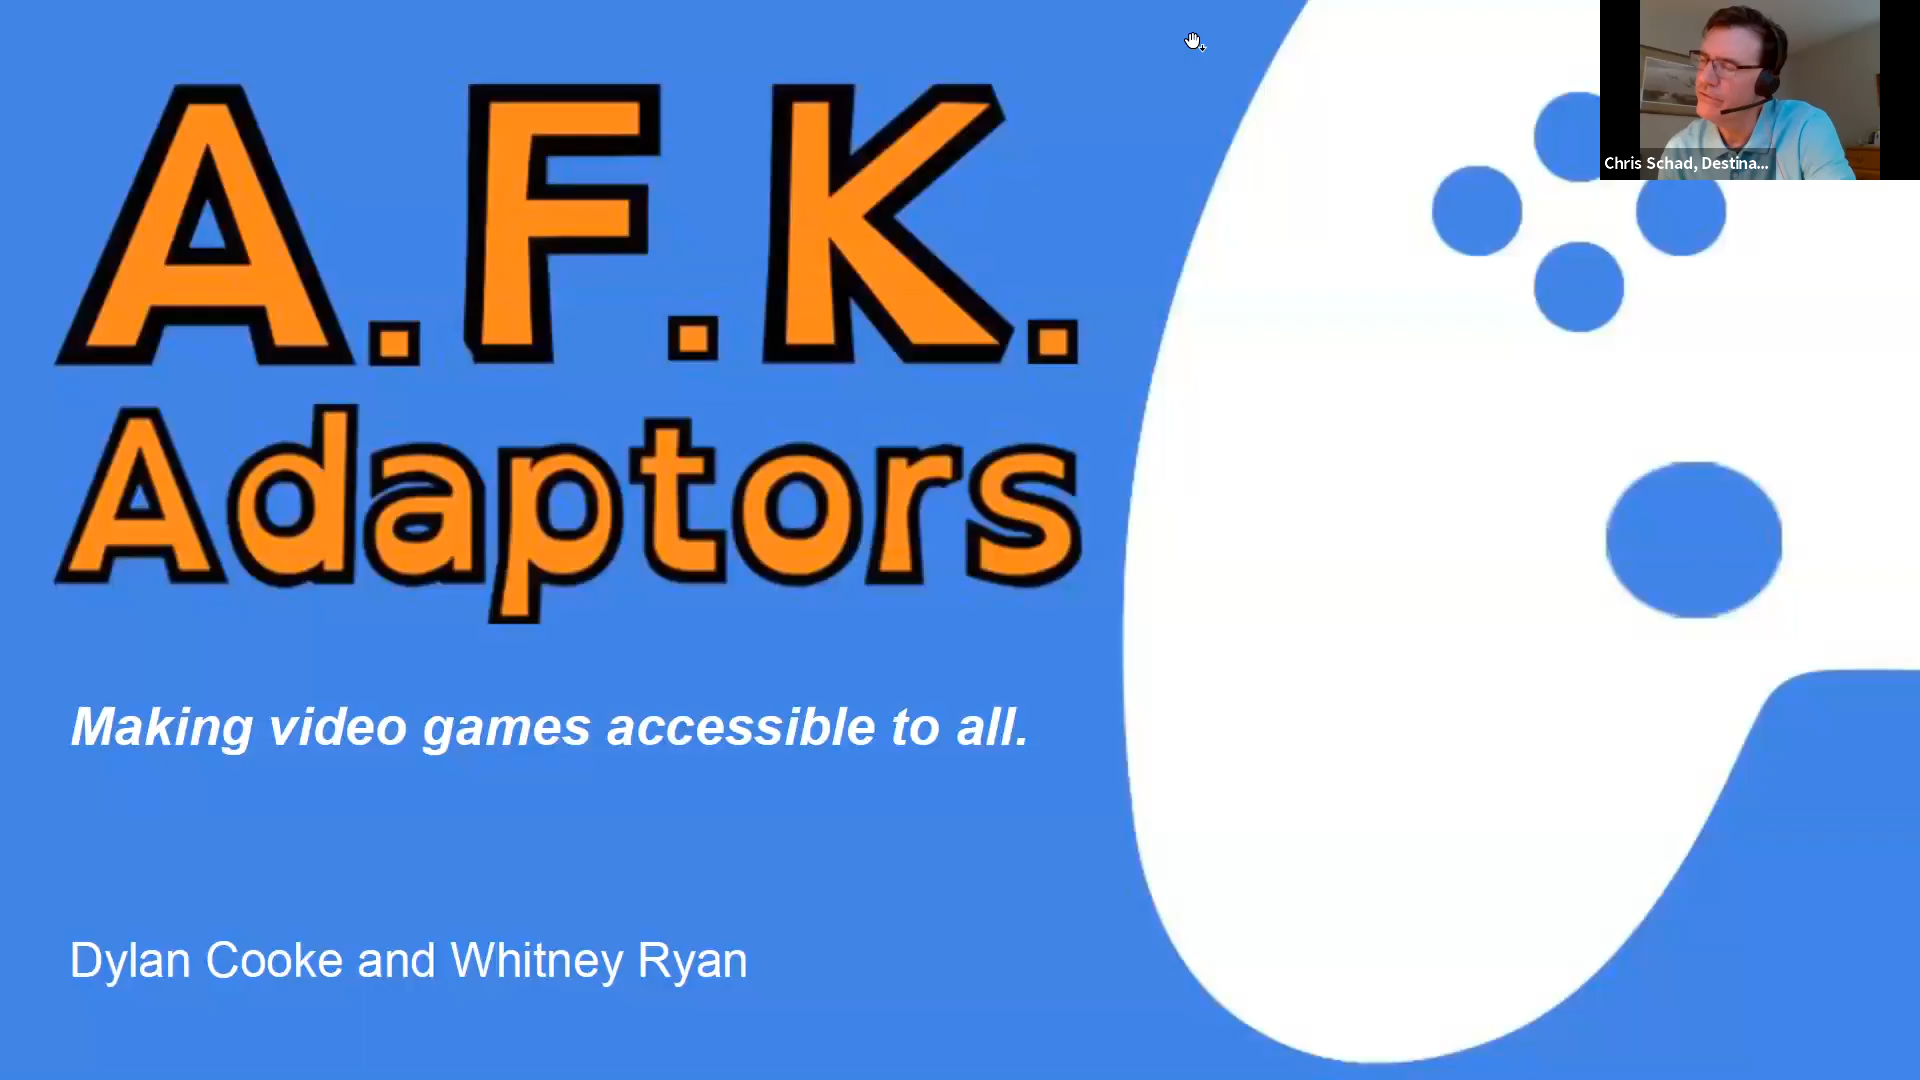 A.F.K.
Adaptors
Making video games accessible to all.
Dylan Cooke and Whitney Ryan
Chris Schad, Destina...